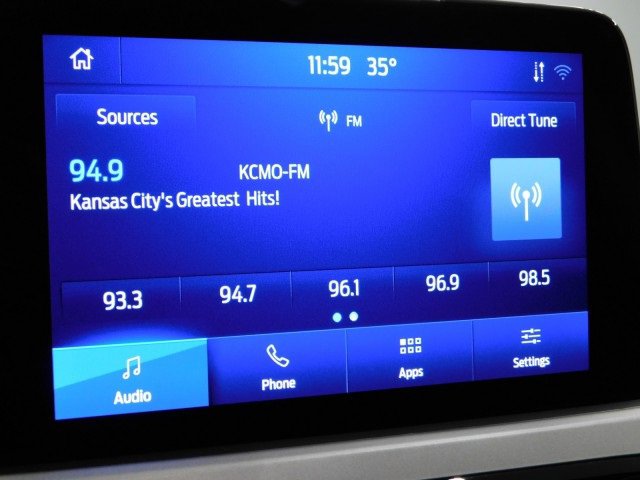 11:59 35°
Sources FM Direct Tune
94.9 KCMO-FM
Kansas City's Greatest Hits!
93.3 94.7 96.1 96.9 98.5
Audio Phone Apps Settings